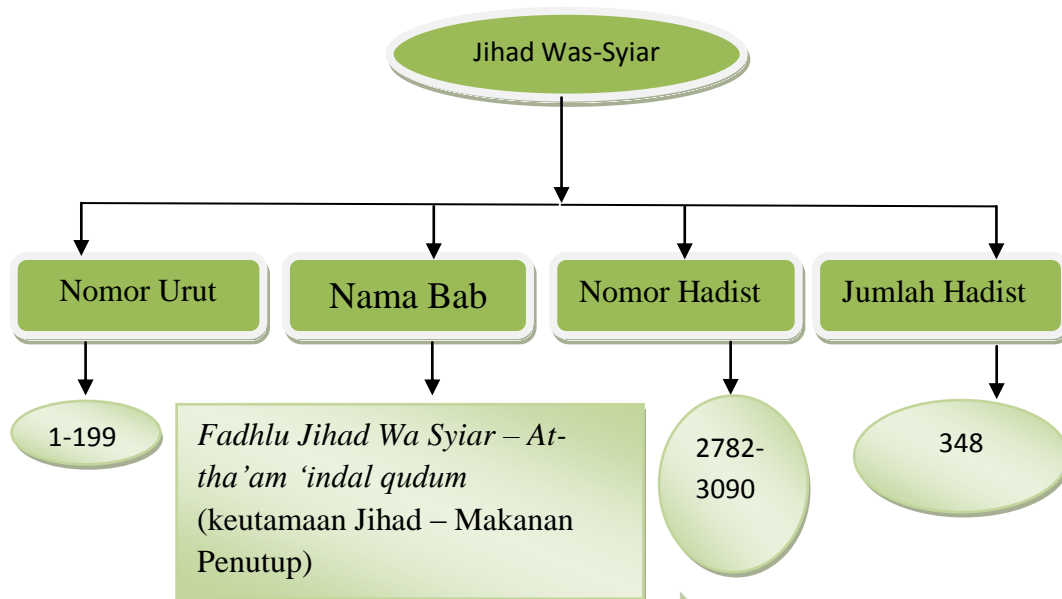 Jihad Was-Syiar
Nomor Urut
Nama Bab
Nomor Hadist
Jumlah Hadist
1-199
Fadhlu Jihad Wa Syiar – At-
tha’am ‘indal qudum
(keutamaan Jihad – Makanan
Penutup)
2782-
3090
348